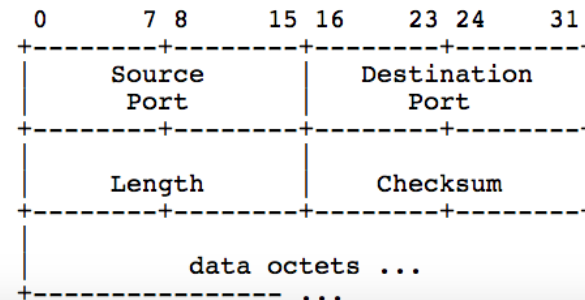 0 7 8 15 16 23 24 31
+--------+--------+--------+--------+
| Source | Destination
| Port | Port
+--------+--------+--------+--------+
| |
| Length | Checksum
+--------+--------+--------+--------+
|
| data octets ...
+---------------- ...